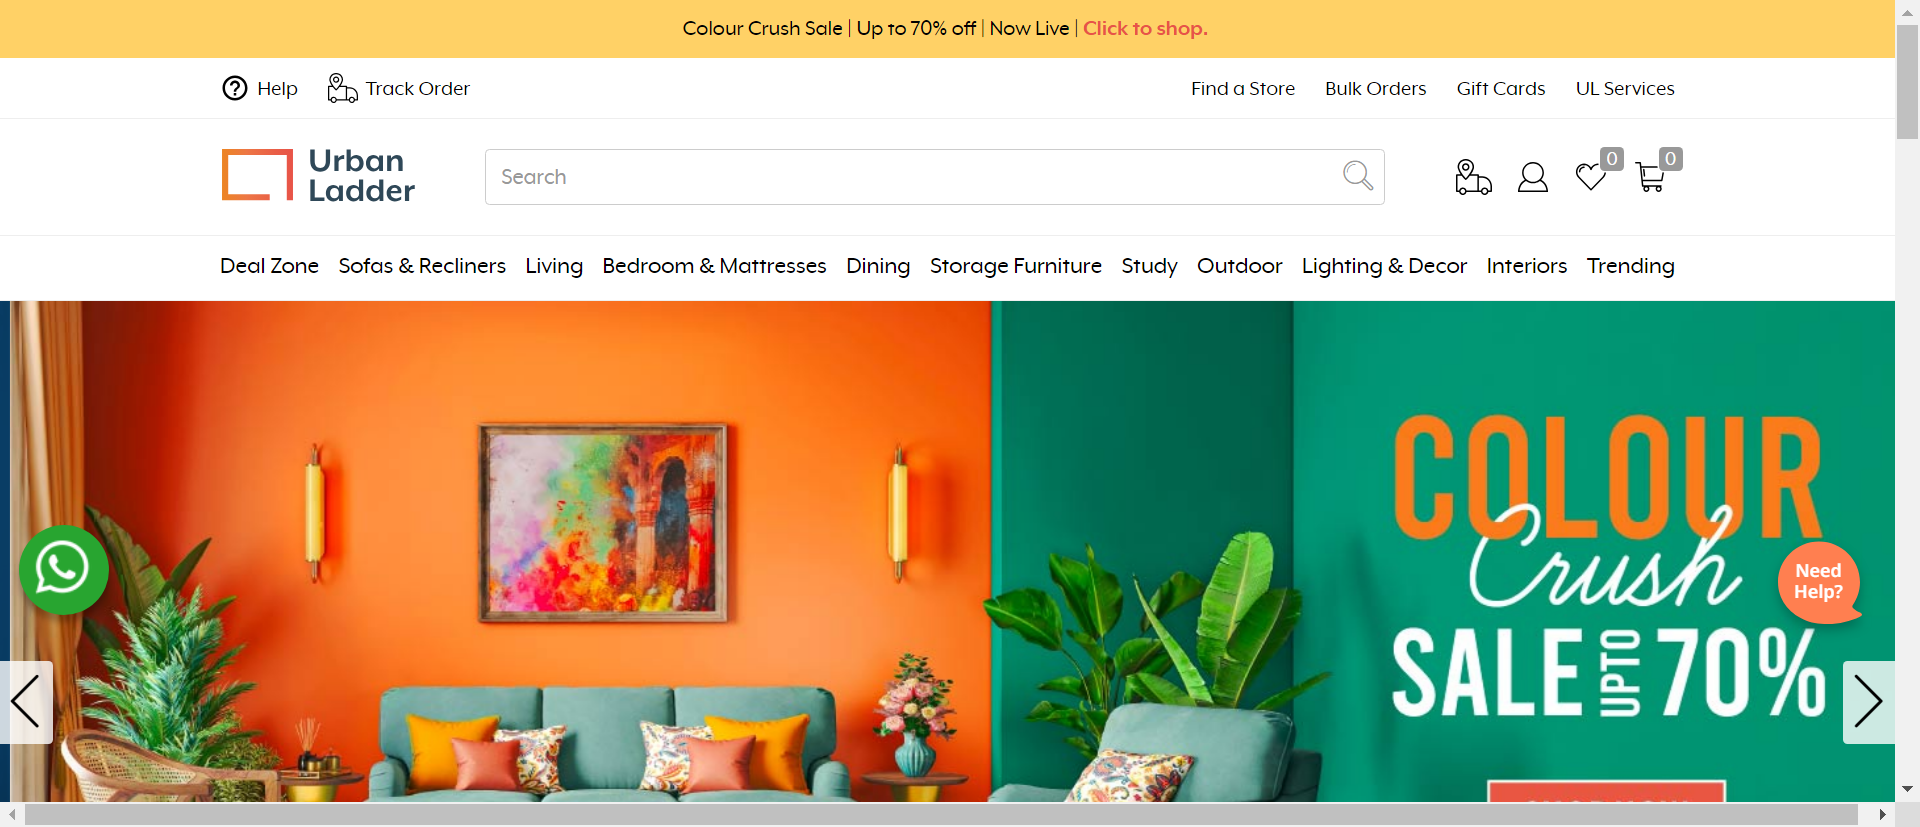 Colour Crush Sale | Up to 70% off | Now Live | Click to shop.
Help Track Order Find a Store Bulk Orders Gift Cards UL Services
Urban
Ladder
Search
0
0
Deal Zone Sofas & Recliners Living Bedroom & Mattresses Dining Storage Furniture Study Outdoor Lighting & Decor Interiors Trending
COLOUR
Crush
SALE UPTO 70%
Need
Help?